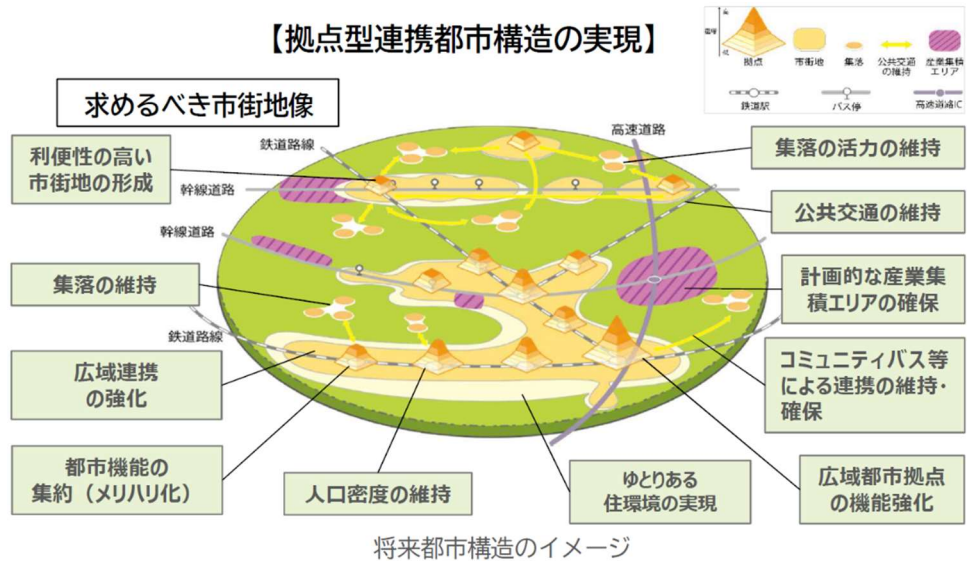 【拠点型連携都市構造の実現】
高
密度
低
拠点
市街地
集落
公共交通
の維持
産業集積
エリア
鉄道駅
バス停
高速道路IC
求めるべき市街地像
利便性の高い
市街地の形成
鉄道路線
高速道路
集落の活力の維持
幹線道路
公共交通の維持
幹線道路
集落の維持
計画的な産業集
積エリアの確保
鉄道路線
広域連携
の強化
コミュニティバス等
による連携の維持・
確保
都市機能の
集約(メリハリ化)
人口密度の維持
ゆとりある
住環境の実現
広域都市拠点
の機能強化
将来都市構造のイメージ